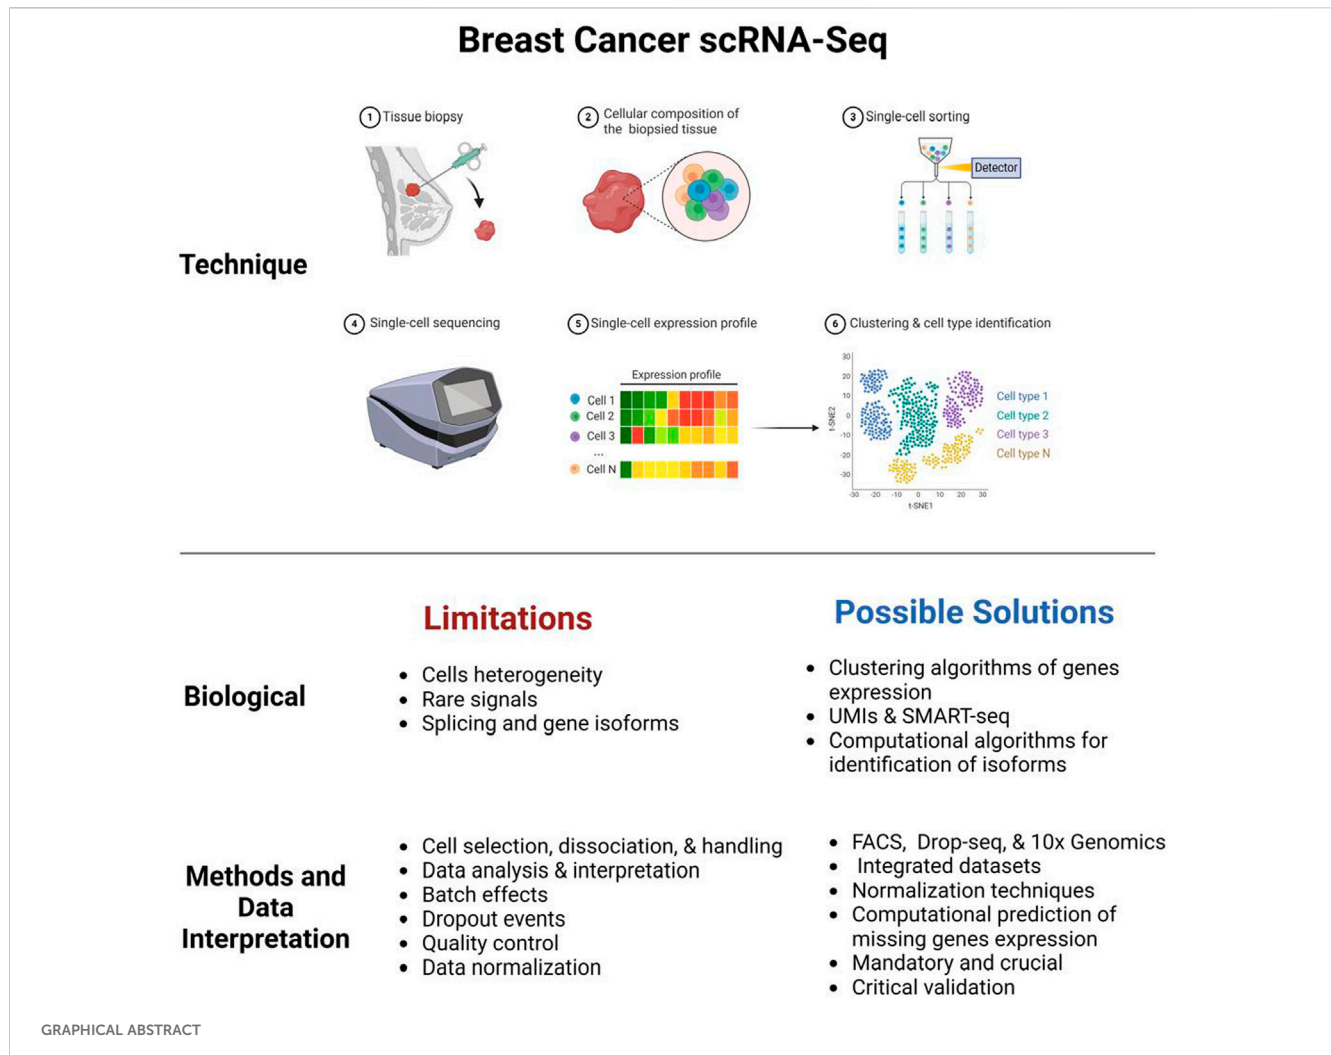 Breast Cancer scRNA-Seq
1 Tissue biopsy
2 Cellular composition of
the biopsied tissue
3 Single-cell sorting
Detector
Technique
4 Single-cell sequencing
5 Single-cell expression profile
Expression profile
Cell 1
Cell 2
Cell 3
...
Cell N
6 Clustering & cell type identification
30
20
10
0
-10
-20
-30
t-SNE2
-30 -20 -10 0 10 20 30
t-SNE1
Cell type 1
Cell type 2
Cell type 3
Cell type N
Limitations
Possible Solutions
Biological
• Cells heterogeneity
• Rare signals
• Splicing and gene isoforms
• Clustering algorithms of genes
expression
• UMIs & SMART-seq
• Computational algorithms for
identification of isoforms
Methods and
Data
Interpretation
• Cell selection, dissociation, & handling
• Data analysis & interpretation
• Batch effects
• Dropout events
• Quality control
• Data normalization
• FACS, Drop-seq, & 10x Genomics
• Integrated datasets
• Normalization techniques
• Computational prediction of
missing genes expression
• Mandatory and crucial
• Critical validation
GRAPHICAL ABSTRACT